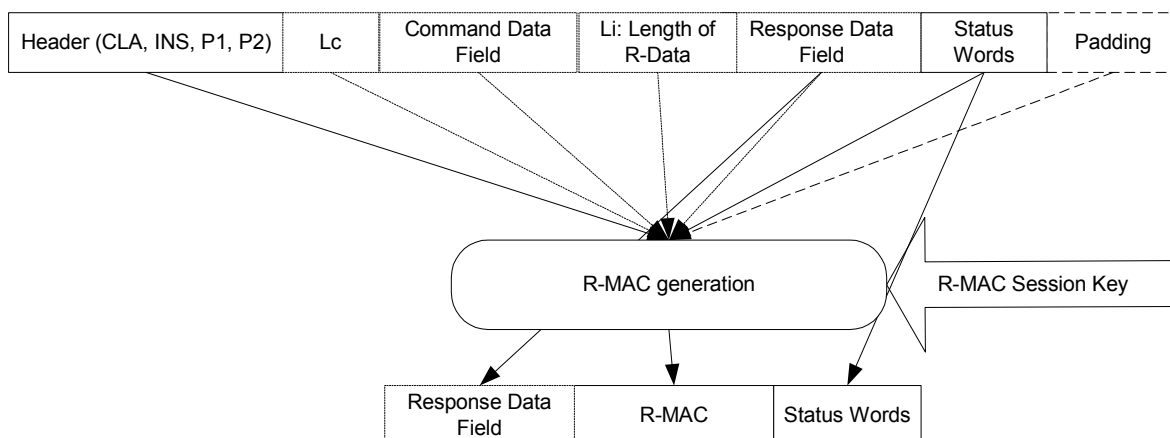 Header (CLA, INS, P1, P2)
Lc
Command Data
Field
Li: Length of
R-Data
Response Data
Field
Status
Words
Padding
R-MAC generation
R-MAC Session Key
Response Data
Field
R-MAC
Status Words